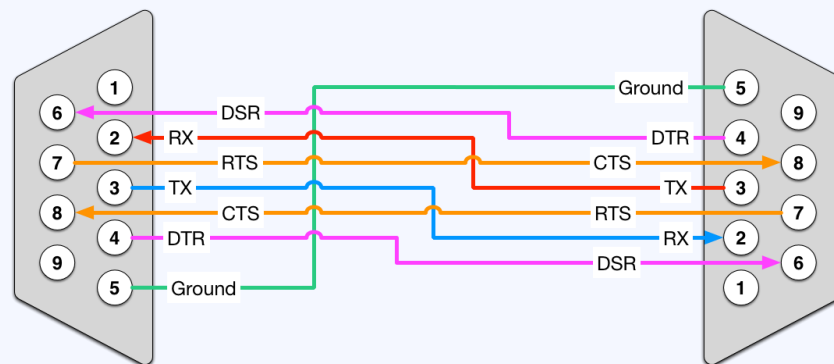 1 Ground 5
6 DSR 9
2 RX DTR 4
7 RTS CTS 8
3 TX TX 3
8 CTS RTS 7
4 DTR RX 2
9 DSR 6
5 Ground 1